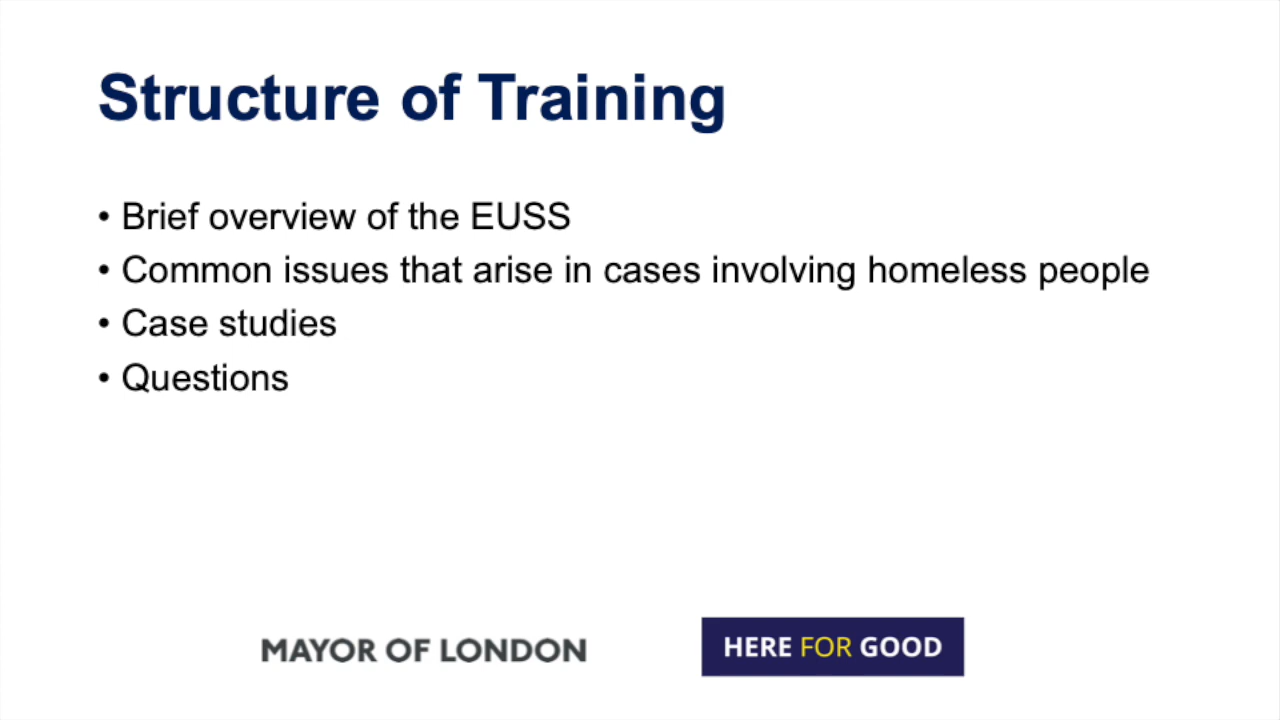 Structure of Training
• Brief overview of the EUSS
• Common issues that arise in cases involving homeless people
• Case studies
• Questions
MAYOR OF LONDON
HERE FOR GOOD